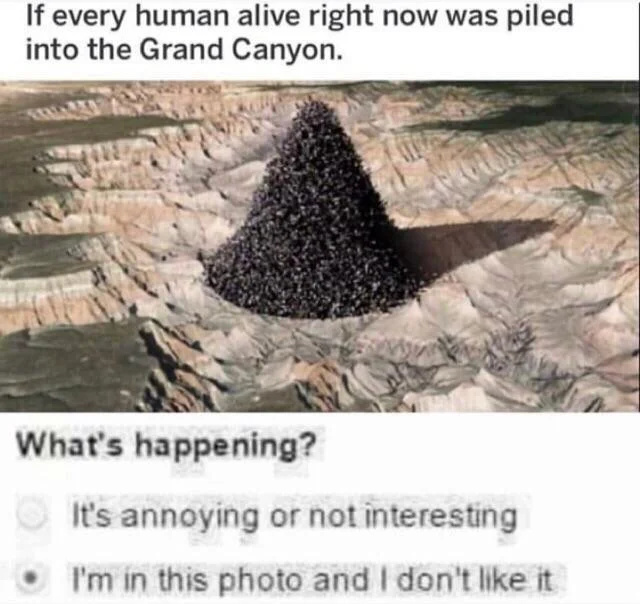 If every human alive right now was piled
into the Grand Canyon.
What's happening?
It's annoying or not interesting
I'm in this photo and I don't like it